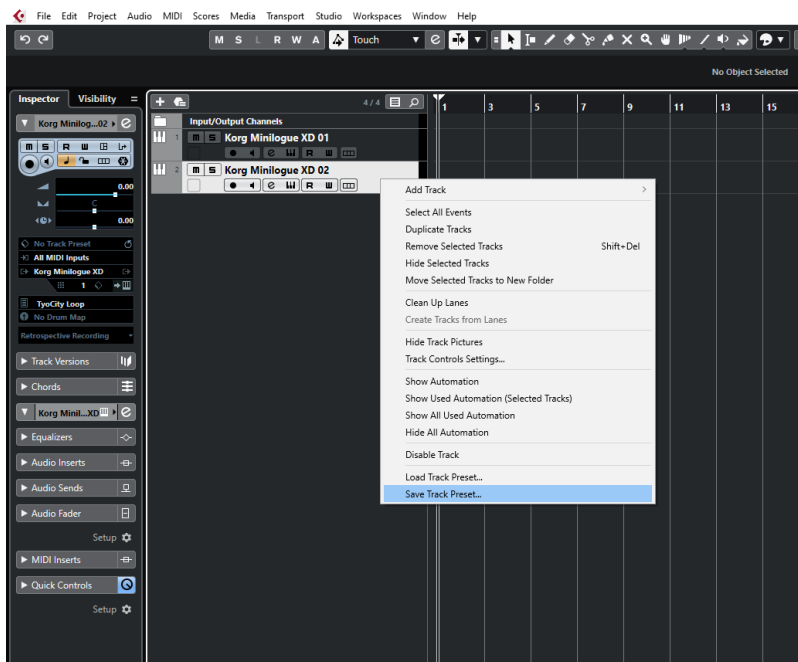 File Edit Project Audio MIDI Scores Media Transport Studio Workspaces Window Help
M S L R W A Touch
No Object Selected
Inspector Visibility
4 / 4
1 3 5 7 9 11 13 15
Korg Minilog...02
Input/Output Channels
1 m S Korg Minilogue XD 01
R
2 m S Korg Minilogue XD 02
R
m S R
0.00
C
0.00
No Track Preset
All MIDI Inputs
Korg Minilogue XD
1
TyoCity Loop
No Drum Map
Retrospective Recording
Track Versions
Chords
Korg Minil...XD
Equalizers
Audio Inserts
Audio Sends
Audio Fader
Setup
MIDI Inserts
Quick Controls
Setup
Add Track
Select All Events
Duplicate Tracks
Remove Selected Tracks Shift+Del
Hide Selected Tracks
Move Selected Tracks to New Folder
Clean Up Lanes
Create Tracks from Lanes
Hide Track Pictures
Track Controls Settings...
Show Automation
Show Used Automation (Selected Tracks)
Show All Used Automation
Hide All Automation
Disable Track
Load Track Preset...
Save Track Preset...